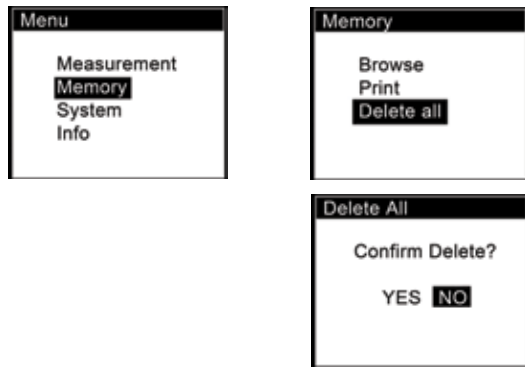 Menu
Measurement
Memory
System
Info
Memory
Browse
Print
Delete all
Delete All
Confirm Delete?
YES NO